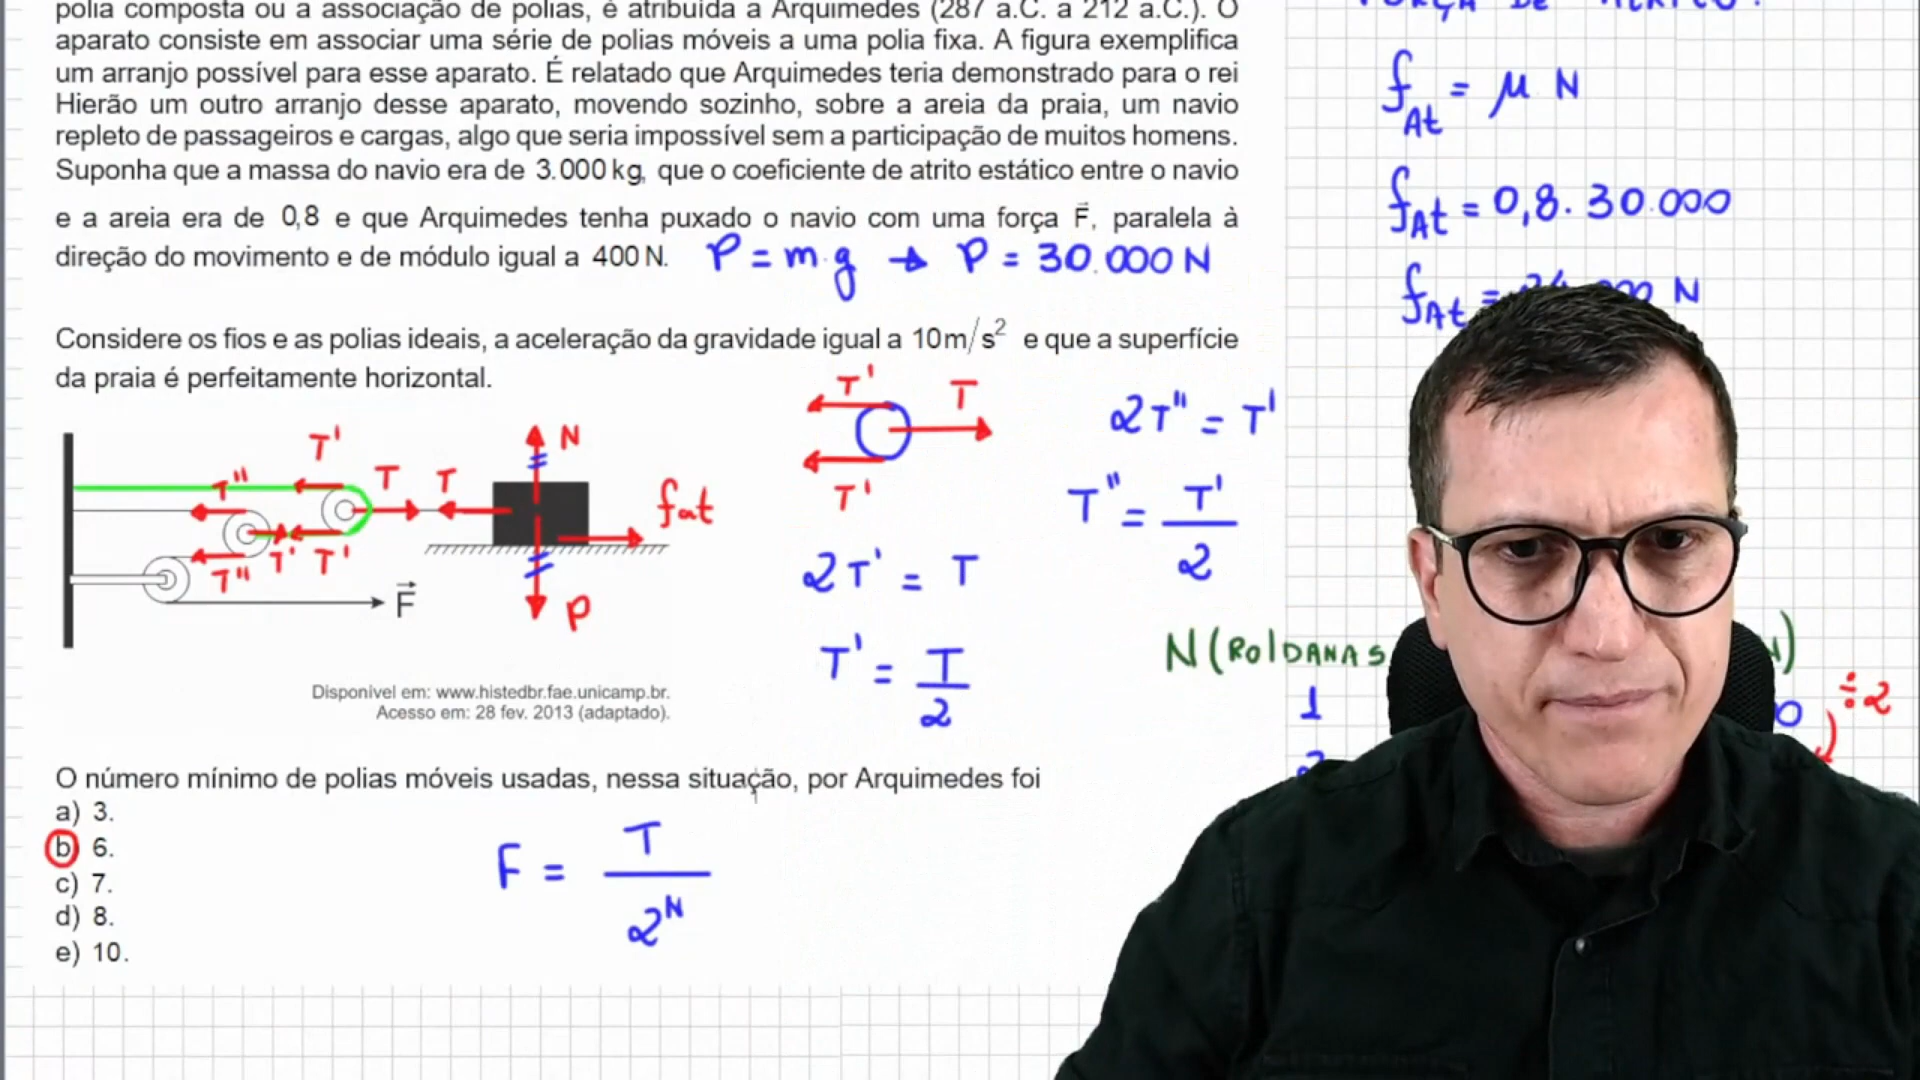 polia composta ou a associação de polias, é atribuída a Arquimedes (287 a.C. a 212 a.C.). O
aparato consiste em associar uma série de polias móveis a uma polia fixa. A figura exemplifica
um arranjo possível para esse aparato. É relatado que Arquimedes teria demonstrado para o rei
Hierão um outro arranjo desse aparato, movendo sozinho, sobre a areia da praia, um navio
repleto de passageiros e cargas, algo que seria impossível sem a participação de muitos homens.
Suponha que a massa do navio era de 3.000 kg, que o coeficiente de atrito estático entre o navio
e a areia era de 0,8 e que Arquimedes tenha puxado o navio com uma força F⃗, paralela à
direção do movimento e de módulo igual a 400 N.
P = m.g → P = 30.000 N
Considere os fios e as polias ideais, a aceleração da gravidade igual a 10 m/s² e que a superfície
da praia é perfeitamente horizontal.
T' T'' T T N
fat
T'' T' T'
F⃗ P
Disponível em: www.histedbr.fae.unicamp.br.
Acesso em: 28 fev. 2013 (adaptado).
T' T
T'
2T' = T
T' = T/2
2T'' = T'
T'' = T'/2
O número mínimo de polias móveis usadas, nessa situação, por Arquimedes foi
a) 3.
b) 6.
c) 7.
d) 8.
e) 10.
F = T/2^N
fAt = μ N
fAt = 0,8. 30.000
fAt = N
N (ROLDANAS N)
1 0 ÷2
2